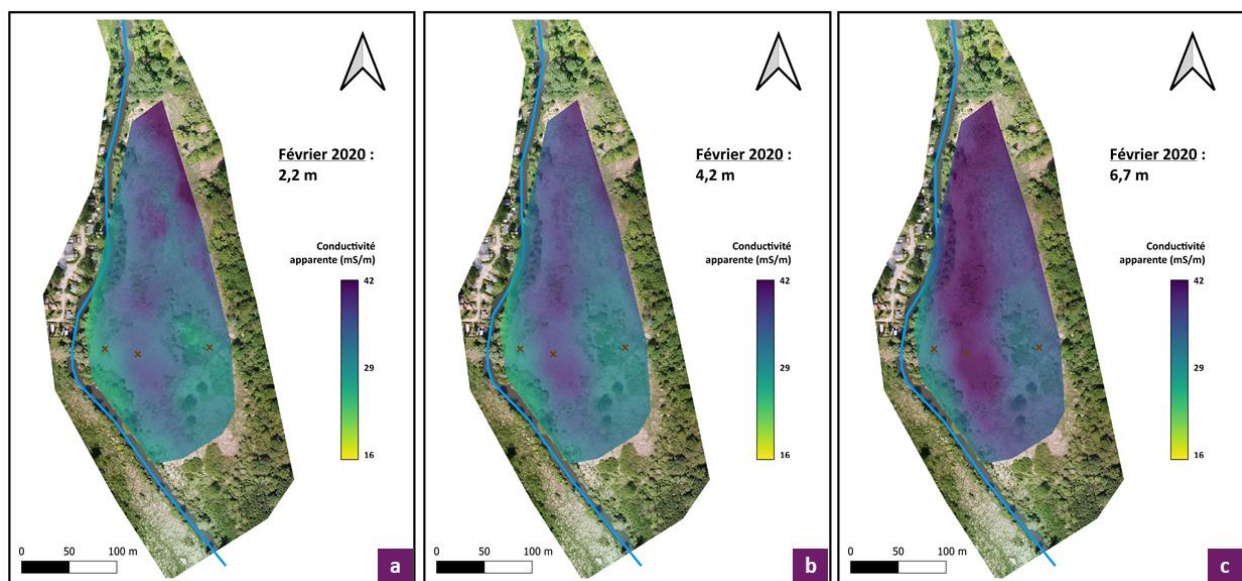 Février 2020 :
2,2 m
Conductivité
apparente (mS/m)
42
29
16
0 50 100 m
a
Février 2020 :
4,2 m
Conductivité
apparente (mS/m)
42
29
16
0 50 100 m
b
Février 2020 :
6,7 m
Conductivité
apparente (mS/m)
42
29
16
0 50 100 m
c